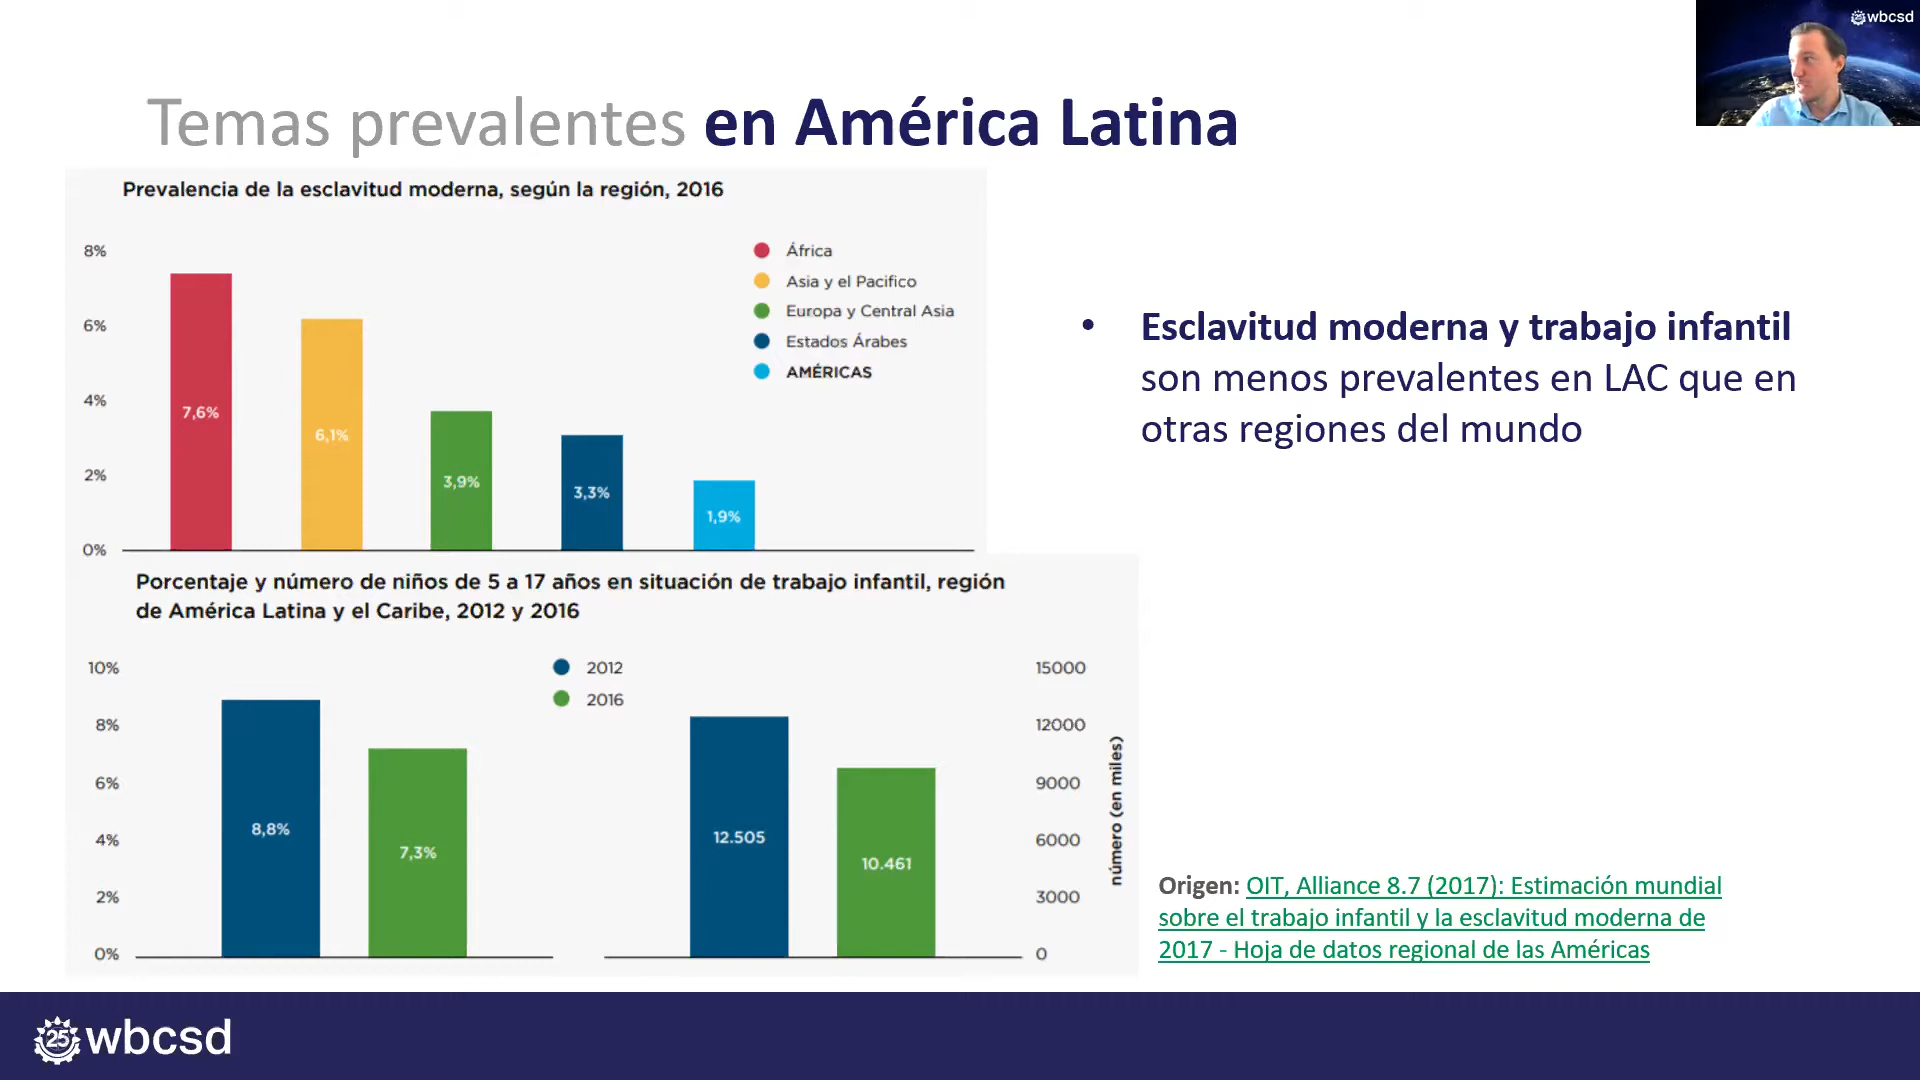 wbcsd
Temas prevalentes en América Latina
Prevalencia de la esclavitud moderna, según la región, 2016
8%
6%
4%
2%
0%
7,6%
6,1%
3,9%
3,3%
1,9%
África
Asia y el Pacifico
Europa y Central Asia
Estados Árabes
AMÉRICAS
• Esclavitud moderna y trabajo infantil
son menos prevalentes en LAC que en
otras regiones del mundo
Porcentaje y número de niños de 5 a 17 años en situación de trabajo infantil, región
de América Latina y el Caribe, 2012 y 2016
10%
8%
6%
4%
2%
0%
8,8%
7,3%
2012
2016
12.505
10.461
15000
12000
9000
6000
3000
0
número (en miles)
Origen: OIT, Alliance 8.7 (2017): Estimación mundial
sobre el trabajo infantil y la esclavitud moderna de
2017 - Hoja de datos regional de las Américas
25 wbcsd